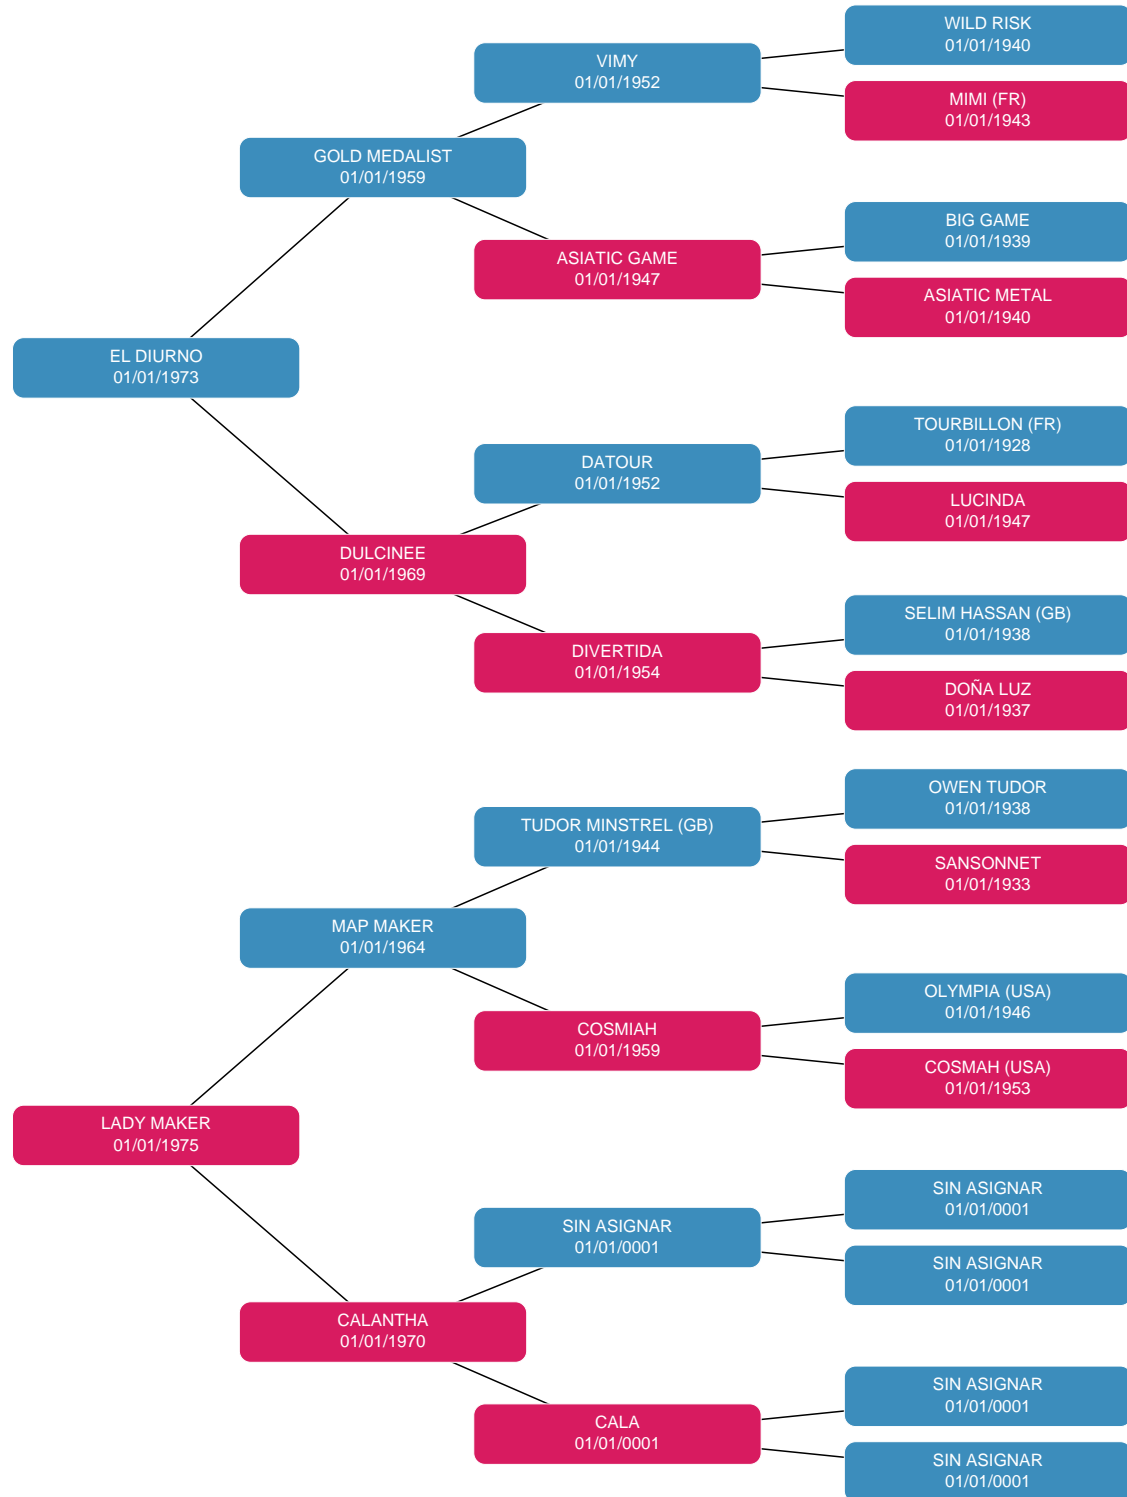 WILD RISK
01/01/1940
VIMY
01/01/1952
MIMI (FR)
01/01/1943
GOLD MEDALIST
01/01/1959
BIG GAME
01/01/1939
ASIATIC GAME
01/01/1947
ASIATIC METAL
01/01/1940
EL DIURNO
01/01/1973
TOURBILLON (FR)
01/01/1928
DATOUR
01/01/1952
LUCINDA
01/01/1947
DULCINEE
01/01/1969
SELIM HASSAN (GB)
01/01/1938
DIVERTIDA
01/01/1954
DOÑA LUZ
01/01/1937
OWEN TUDOR
01/01/1938
TUDOR MINSTREL (GB)
01/01/1944
SANSONNET
01/01/1933
MAP MAKER
01/01/1964
OLYMPIA (USA)
01/01/1946
COSMIAH
01/01/1959
COSMAH (USA)
01/01/1953
LADY MAKER
01/01/1975
SIN ASIGNAR
01/01/0001
SIN ASIGNAR
01/01/0001
SIN ASIGNAR
01/01/0001
CALANTHA
01/01/1970
SIN ASIGNAR
01/01/0001
CALA
01/01/0001
SIN ASIGNAR
01/01/0001